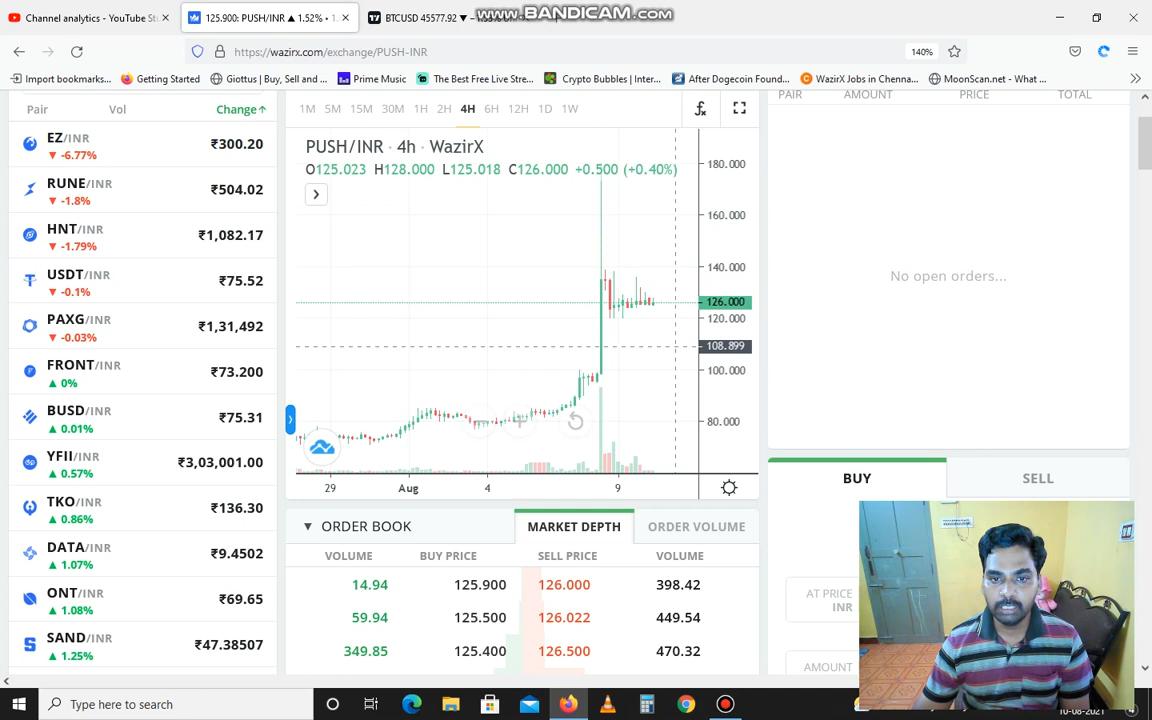 Channel analytics - YouTube St
125.900: PUSH/INR ▲ 1.52% • 1
BTCUSD 45577.92 ▼
www.BANDICAM.com
https://wazirx.com/exchange/PUSH-INR
140%
Import bookmarks...
Getting Started
Giottus | Buy, Sell and ...
Prime Music
The Best Free Live Stre...
Crypto Bubbles | Inter...
After Dogecoin Found...
WazirX Jobs in Chenna...
MoonScan.net - What ...
Pair Vol Change↑
EZ/INR ₹300.20
▼ -6.77%
RUNE/INR ₹504.02
▼ -1.8%
HNT/INR ₹1,082.17
▼ -1.79%
USDT/INR ₹75.52
▼ -0.1%
PAXG/INR ₹1,31,492
▼ -0.03%
FRONT/INR ₹73.200
▲ 0%
BUSD/INR ₹75.31
▲ 0.01%
YFII/INR ₹3,03,001.00
▲ 0.57%
TKO/INR ₹136.30
▲ 0.86%
DATA/INR ₹9.4502
▲ 1.07%
ONT/INR ₹69.65
▲ 1.08%
SAND/INR ₹47.38507
▲ 1.25%
1M 5M 15M 30M 1H 2H 4H 6H 12H 1D 1W
PUSH/INR · 4h · WazirX
O125.023 H128.000 L125.018 C126.000 +0.500 (+0.40%)
180.000
160.000
140.000
126.000
120.000
108.899
100.000
80.000
29 Aug 4 9
▼ ORDER BOOK MARKET DEPTH ORDER VOLUME
VOLUME BUY PRICE SELL PRICE VOLUME
14.94 125.900 126.000 398.42
59.94 125.500 126.022 449.54
349.85 125.400 126.500 470.32
PAIR AMOUNT PRICE TOTAL
No open orders...
BUY SELL
AT PRICE
INR
AMOUNT
Type here to search
10-08-2021